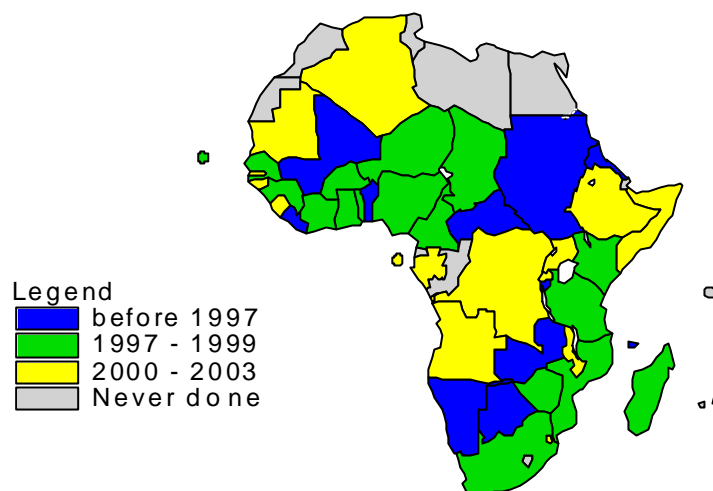 Legend
before 1997
1997 - 1999
2000 - 2003
Never done